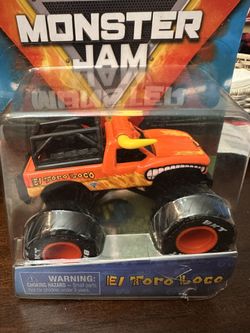 MONSTER
JAM
El Toro Loco
WARNING:
CHOKING HAZARD - Small parts.
Not for children under 3 years.
El Toro Loco